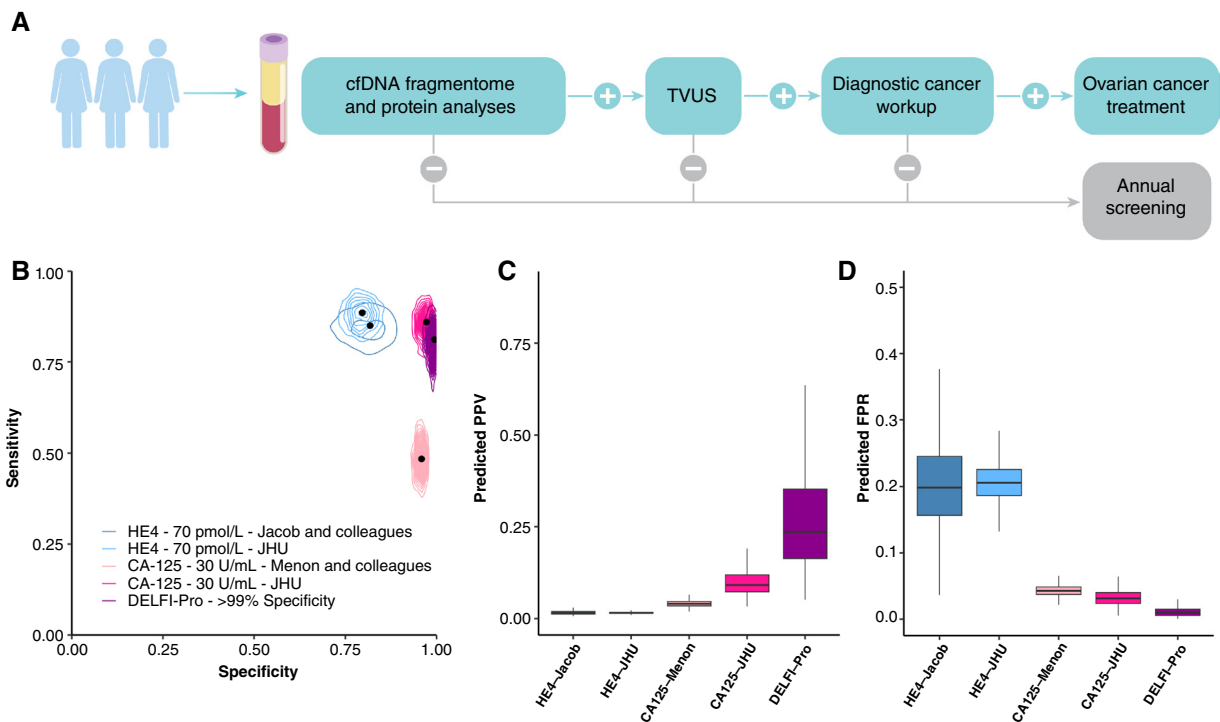 A
cfDNA fragmentome
and protein analyses
+
TVUS
+
Diagnostic cancer
workup
+
Ovarian cancer
treatment
−
−
−
Annual
screening
B
1.00
0.75
0.50
0.25
0.00
Sensitivity
HE4 - 70 pmol/L - Jacob and colleagues
HE4 - 70 pmol/L - JHU
CA-125 - 30 U/mL - Menon and colleagues
CA-125 - 30 U/mL - JHU
DELFI-Pro - >99% Specificity
0.00 0.25 0.50 0.75 1.00
Specificity
C
0.75
0.50
0.25
0.00
Predicted PPV
HE4–Jacob
HE4–JHU
CA125–Menon
CA125–JHU
DELFI–Pro
D
0.5
0.4
0.3
0.2
0.1
0.0
Predicted FPR
HE4–Jacob
HE4–JHU
CA125–Menon
CA125–JHU
DELFI–Pro